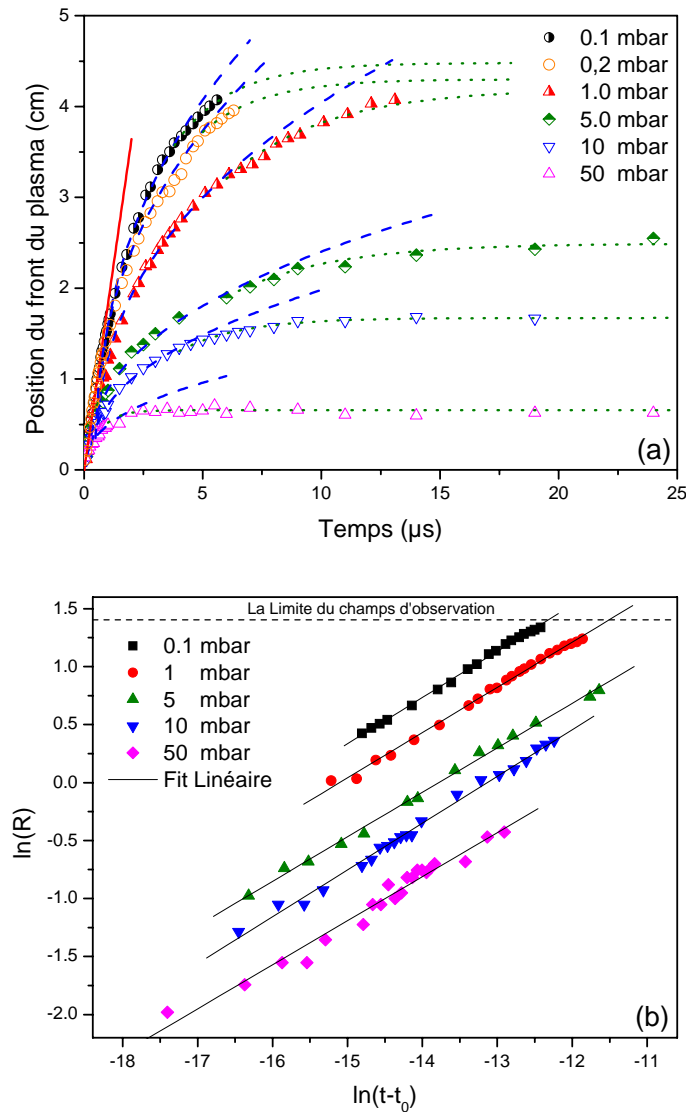 5
4
3
2
1
0
0 5 10 15 20 25
Position du front du plasma (cm)
Temps (µs)
0.1 mbar
0,2 mbar
1.0 mbar
5.0 mbar
10 mbar
50 mbar
(a)
La Limite du champs d'observation
1.5
1.0
0.5
0.0
-0.5
-1.0
-1.5
-2.0
-18 -17 -16 -15 -14 -13 -12 -11
ln(R)
ln(t-t0)
0.1 mbar
1 mbar
5 mbar
10 mbar
50 mbar
Fit Linéaire
(b)